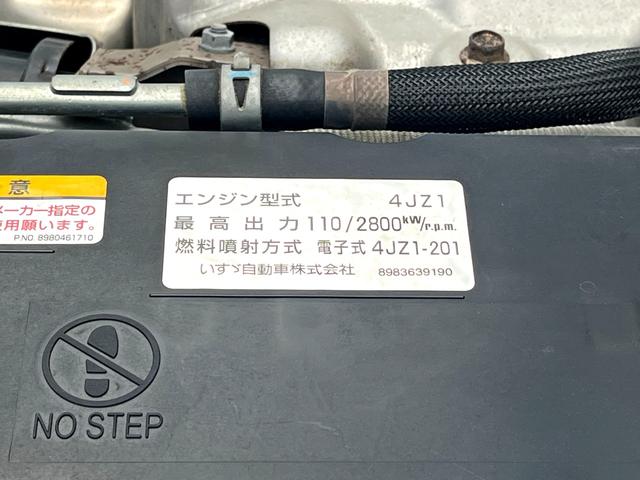 意
メーカー指定の
使用願います。
P.NO. 8980461710
エンジン型式 4JZ1
最高出力 110/2800kW/r.p.m.
燃料噴射方式 電子式 4JZ1-201
いすゞ自動車株式会社 8983639190
NO STEP